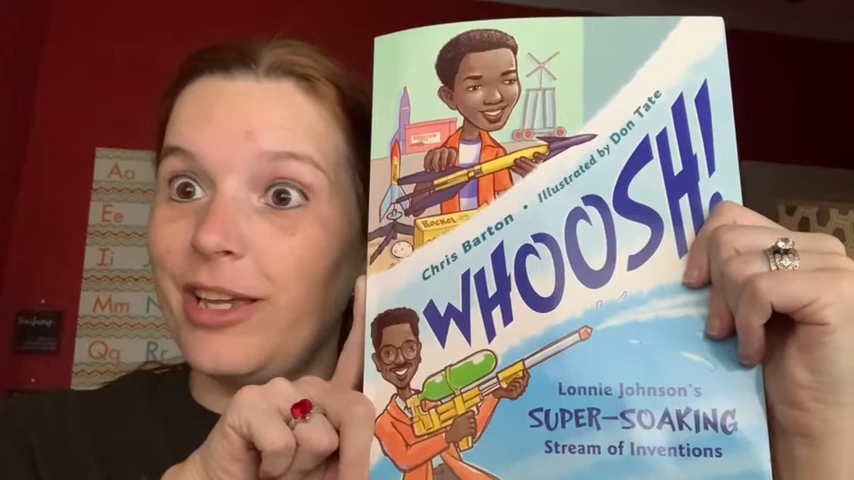 Aa
Ee
Ii
Mm N
Qq Rr
Chris Barton • Illustrated by Don Tate
WHOOSH!
Lonnie Johnson's
SUPER-SOAKING
Stream of Inventions